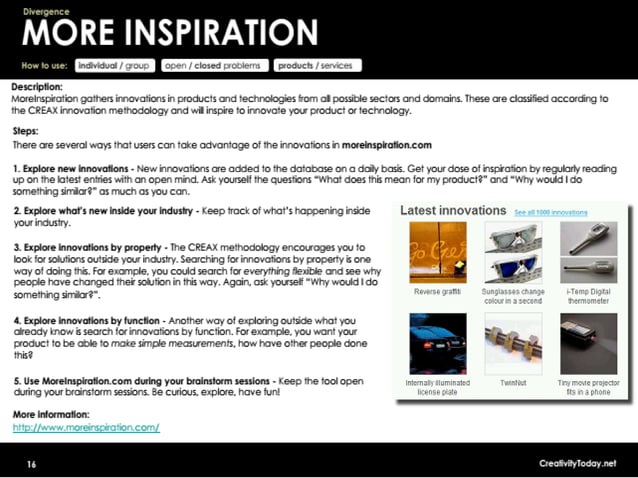 Divergence
MORE INSPIRATION
How to use: individual / group open / closed problems products / services
Description:
MoreInspiration gathers innovations in products and technologies from all possible sectors and domains. These are classified according to
the CREAX innovation methodology and will inspire to innovate your product or technology.
Steps:
There are several ways that users can take advantage of the innovations in moreinspiration.com
1. Explore new innovations - New innovations are added to the database on a daily basis. Get your dose of inspiration by regularly reading
up on the latest entries with an open mind. Ask yourself the questions "What does this mean for my product?" and "Why would I do
something similar?" as much as you can.
2. Explore what's new inside your industry - Keep track of what's happening inside
your industry.
3. Explore innovations by property - The CREAX methodology encourages you to
look for solutions outside your industry. Searching for innovations by property is one
way of doing this. For example, you could search for everything flexible and see why
people have changed their solution in this way. Again, ask yourself "Why would I do
something similar?".
4. Explore innovations by function - Another way of exploring outside what you
already know is search for innovations by function. For example, you want your
product to be able to make simple measurements, how have other people done
this?
5. Use MoreInspiration.com during your brainstorm sessions - Keep the tool open
during your brainstorm sessions. Be curious, explore, have fun!
More information:
http://www.moreinspiration.com/
Latest innovations See all 1000 innovations
Reverse graffiti
Sunglasses change
colour in a second
i-Temp Digital
thermometer
Internally illuminated
license plate
TwinNut
Tiny movie projector
fits in a phone
16
CreativityToday.net